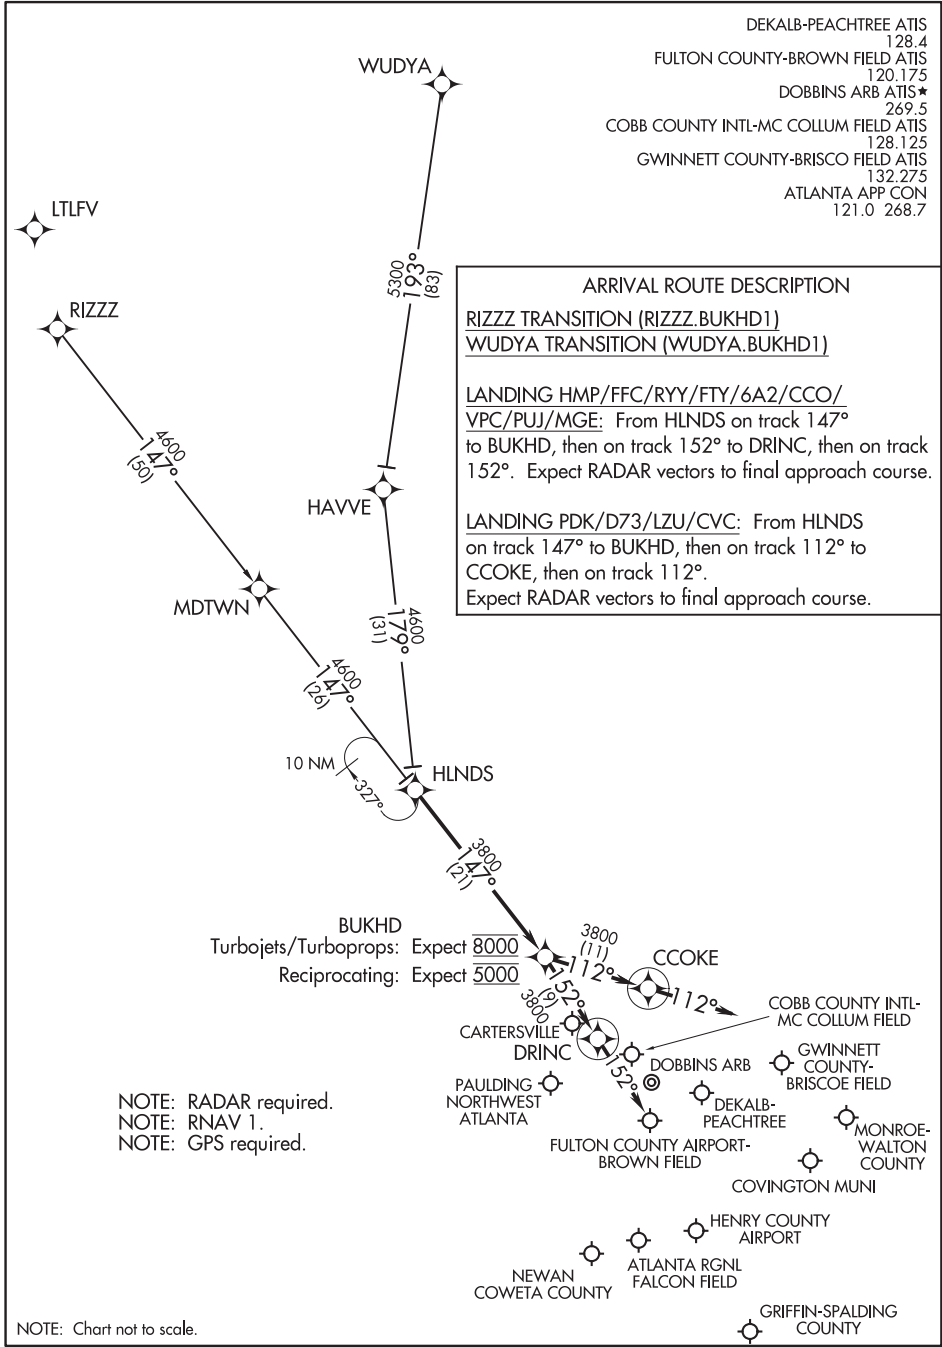 DEKALB-PEACHTREE ATIS
128.4
FULTON COUNTY-BROWN FIELD ATIS
120.175
DOBBINS ARB ATIS★
269.5
COBB COUNTY INTL-MC COLLUM FIELD ATIS
128.125
GWINNETT COUNTY-BRISCO FIELD ATIS
132.275
ATLANTA APP CON
121.0 268.7
WUDYA
LTLFV
RIZZZ
5300
193°
(83)
ARRIVAL ROUTE DESCRIPTION
RIZZZ TRANSITION (RIZZZ.BUKHD1)
WUDYA TRANSITION (WUDYA.BUKHD1)
LANDING HMP/FFC/RYY/FTY/6A2/CCO/
VPC/PUJ/MGE: From HLNDS on track 147°
to BUKHD, then on track 152° to DRINC, then on track
152°. Expect RADAR vectors to final approach course.
LANDING PDK/D73/LZU/CVC: From HLNDS
on track 147° to BUKHD, then on track 112° to
CCOKE, then on track 112°.
Expect RADAR vectors to final approach course.
4600
147°
(50)
HAVVE
MDTWN
4600
179°
(31)
4600
147°
(26)
10 NM
327°
HLNDS
3800
147°
(21)
BUKHD
Turbojets/Turboprops: Expect 8000
Reciprocating: Expect 5000
3800
(11)
112°
CCOKE
112°
152°
(9)
3800
CARTERSVILLE
DRINC
152°
COBB COUNTY INTL-
MC COLLUM FIELD
DOBBINS ARB
GWINNETT
COUNTY-
BRISCOE FIELD
PAULDING
NORTHWEST
ATLANTA
DEKALB-
PEACHTREE
NOTE: RADAR required.
NOTE: RNAV 1.
NOTE: GPS required.
FULTON COUNTY AIRPORT-
BROWN FIELD
MONROE-
WALTON
COUNTY
COVINGTON MUNI
HENRY COUNTY
AIRPORT
NEWAN
COWETA COUNTY
ATLANTA RGNL
FALCON FIELD
GRIFFIN-SPALDING
COUNTY
NOTE: Chart not to scale.